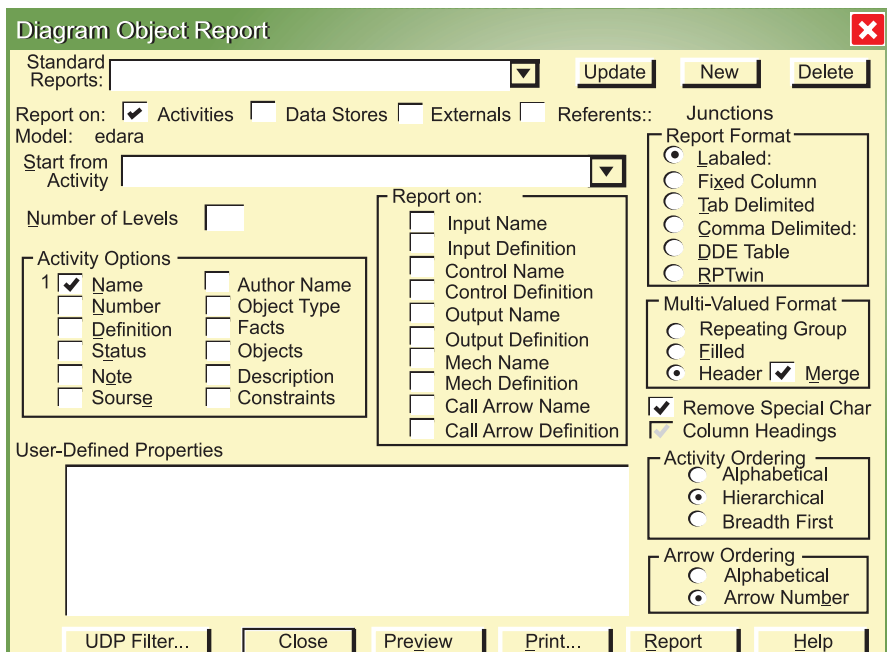 Diagram Object Report
Standard Reports:
Update New Delete
Report on: Activities Data Stores Externals Referents:: Junctions
Model: edara
Start from Activity
Number of Levels
Activity Options
1 Name Author Name
Number Object Type
Definition Facts
Status Objects
Note Description
Sourse Constraints
Report on:
Input Name
Input Definition
Control Name
Control Definition
Output Name
Output Definition
Mech Name
Mech Definition
Call Arrow Name
Call Arrow Definition
Report Format
Labaled:
Fixed Column
Tab Delimited
Comma Delimited:
DDE Table
RPTwin
Multi-Valued Format
Repeating Group
Filled
Header Merge
Remove Special Char
Column Headings
Activity Ordering
Alphabetical
Hierarchical
Breadth First
Arrow Ordering
Alphabetical
Arrow Number
User-Defined Properties
UDP Filter... Close Preview Print... Report Help